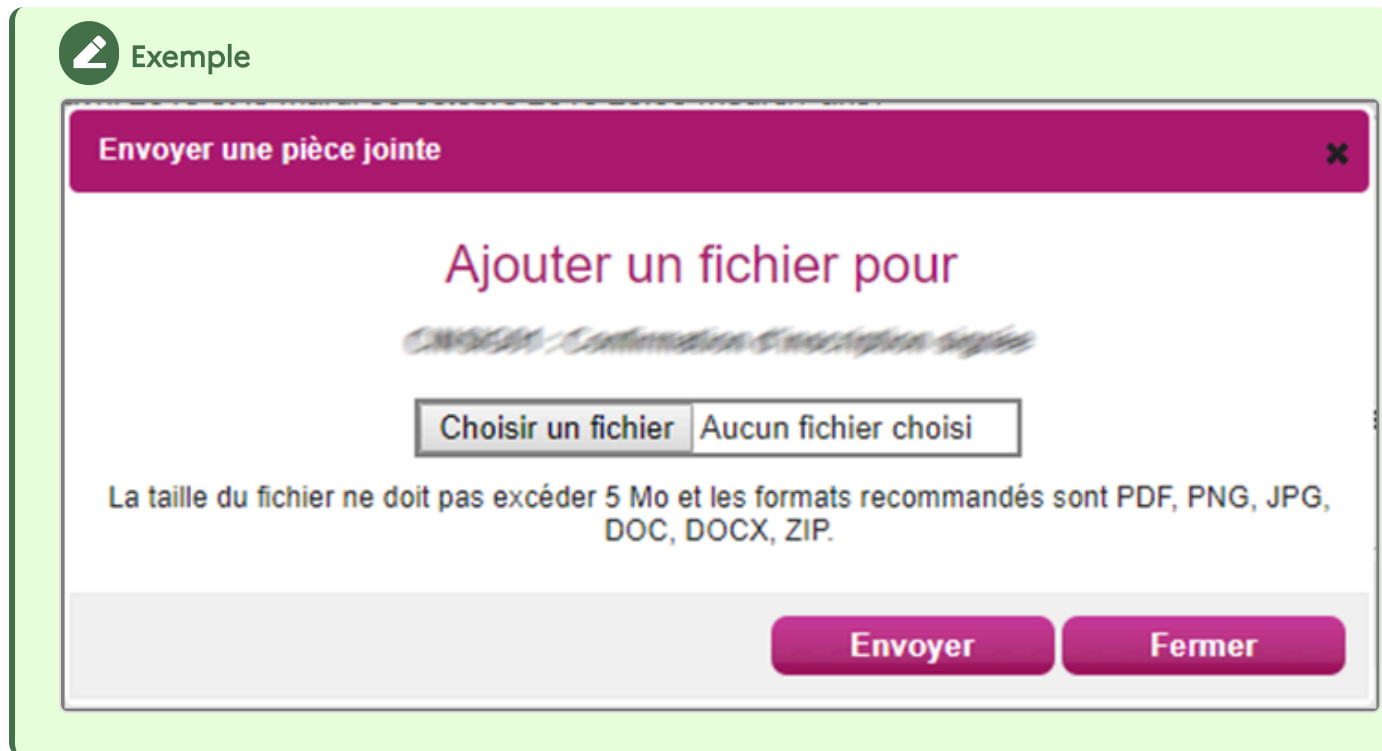 Exemple
Envoyer une pièce jointe
Ajouter un fichier pour
Confirmation d'inscription
Choisir un fichier Aucun fichier choisi
La taille du fichier ne doit pas excéder 5 Mo et les formats recommandés sont PDF, PNG, JPG,
DOC, DOCX, ZIP.
Envoyer Fermer